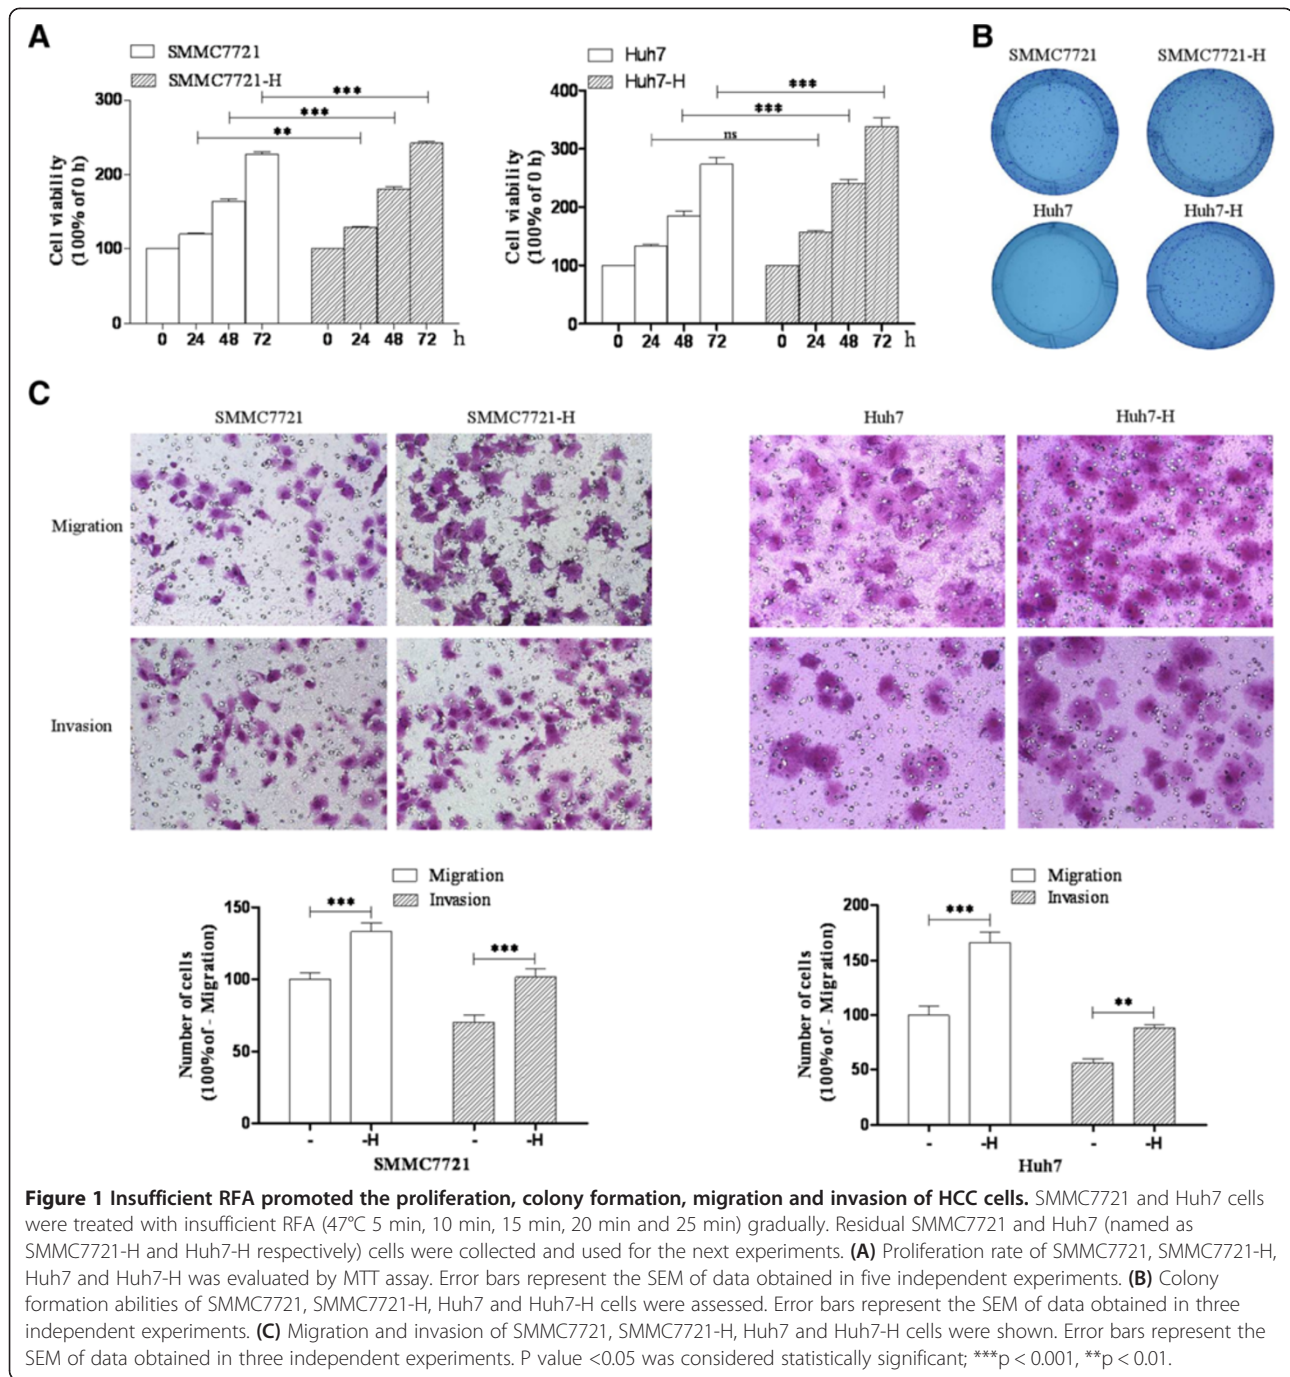 A
SMMC7721
SMMC7721-H
Cell viability
(100% of 0 h)
300
200
100
0
**
***
***
0 24 48 72 0 24 48 72 h
Huh7
Huh7-H
Cell viability
(100% of 0 h)
400
300
200
100
0
ns
***
***
0 24 48 72 0 24 48 72 h
B
SMMC7721 SMMC7721-H
Huh7 Huh7-H
C
SMMC7721 SMMC7721-H Huh7 Huh7-H
Migration
Invasion
Migration
Invasion
Number of cells
(100% of - Migration)
150
100
50
0
***
***
- -H - -H
SMMC7721
Migration
Invasion
Number of cells
(100% of - Migration)
200
150
100
50
0
***
**
- -H - -H
Huh7
Figure 1 Insufficient RFA promoted the proliferation, colony formation, migration and invasion of HCC cells. SMMC7721 and Huh7 cells
were treated with insufficient RFA (47°C 5 min, 10 min, 15 min, 20 min and 25 min) gradually. Residual SMMC7721 and Huh7 (named as
SMMC7721-H and Huh7-H respectively) cells were collected and used for the next experiments. (A) Proliferation rate of SMMC7721, SMMC7721-H,
Huh7 and Huh7-H was evaluated by MTT assay. Error bars represent the SEM of data obtained in five independent experiments. (B) Colony
formation abilities of SMMC7721, SMMC7721-H, Huh7 and Huh7-H cells were assessed. Error bars represent the SEM of data obtained in three
independent experiments. (C) Migration and invasion of SMMC7721, SMMC7721-H, Huh7 and Huh7-H cells were shown. Error bars represent the
SEM of data obtained in three independent experiments. P value <0.05 was considered statistically significant; ***p < 0.001, **p < 0.01.